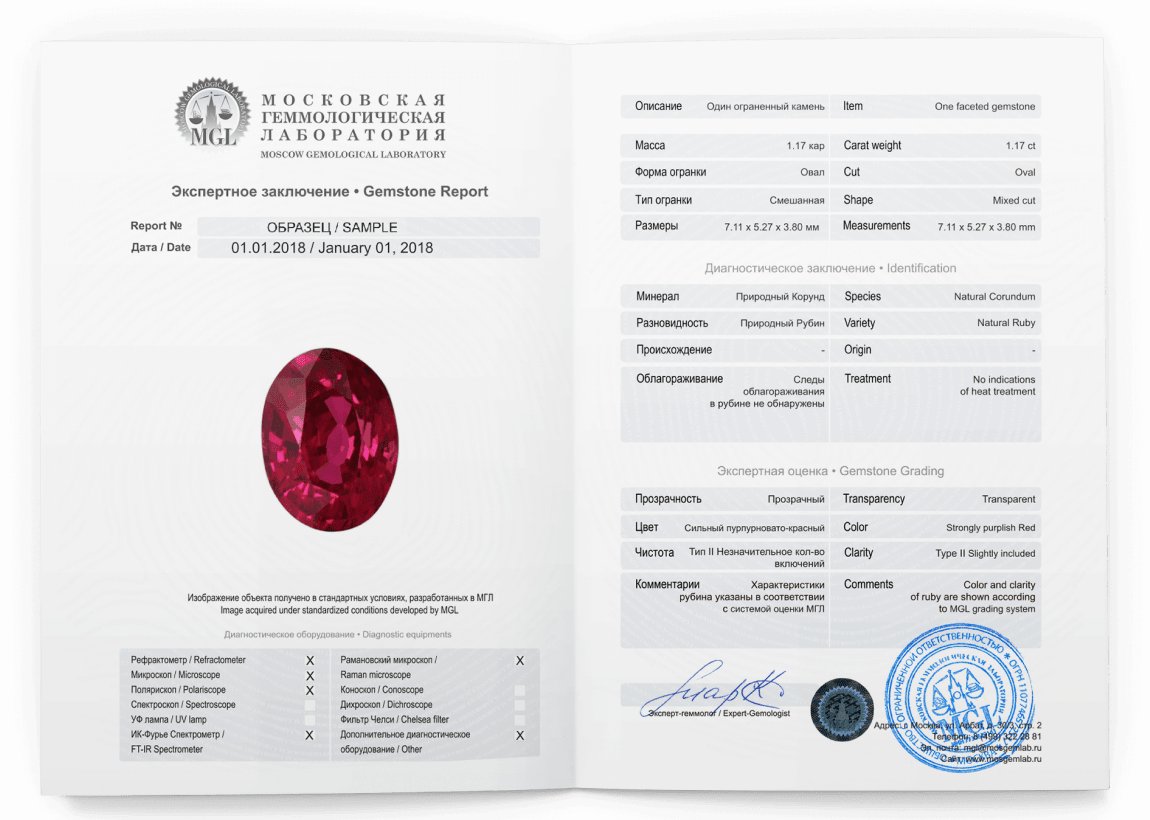 МОСКОВСКАЯ
ГЕММОЛОГИЧЕСКАЯ
ЛАБОРАТОРИЯ
MGL
MOSCOW GEMOLOGICAL LABORATORY
Экспертное заключение • Gemstone Report
Report № ОБРАЗЕЦ / SAMPLE
Дата / Date 01.01.2018 / January 01, 2018
Изображение объекта получено в стандартных условиях, разработанных в МГЛ
Image acquired under standardized conditions developed by MGL
Диагностическое оборудование • Diagnostic equipments
Рефрактометр / Refractometer X
Микроскоп / Microscope X
Полярископ / Polariscope X
Спектроскоп / Spectroscope
УФ лампа / UV lamp
ИК-Фурье Спектрометр / X
FT-IR Spectrometer
Рамановский микроскоп / X
Raman microscope
Коноскоп / Conoscope
Дихроскоп / Dichroscope
Фильтр Челси / Chelsea filter
Дополнительное диагностическое X
оборудование / Other
Описание Один ограненный камень Item One faceted gemstone
Масса 1.17 кар Carat weight 1.17 ct
Форма огранки Овал Cut Oval
Тип огранки Смешанная Shape Mixed cut
Размеры 7.11 x 5.27 x 3.80 мм Measurements 7.11 x 5.27 x 3.80 mm
Диагностическое заключение • Identification
Минерал Природный Корунд Species Natural Corundum
Разновидность Природный Рубин Variety Natural Ruby
Происхождение - Origin -
Облагораживание Следы Treatment No indications
облагораживания of heat treatment
в рубине не обнаружены
Экспертная оценка • Gemstone Grading
Прозрачность Прозрачный Transparency Transparent
Цвет Сильный пурпурновато-красный Color Strongly purplish Red
Чистота Тип II Незначительное кол-во Clarity Type II Slightly included
включений
Комментарии Характеристики Comments Color and clarity
рубина указаны в соответствии of ruby are shown according
с системой оценки МГЛ to MGL grading system
Эксперт-геммолог / Expert-Gemologist
Адрес: г. Москва, ул. Арбат, д. 30/3, стр. 2
Телефон: 8 (499) 322 28 81
Эл. почта: mgl@mosgemlab.ru
Сайт: www.mosgemlab.ru
MGL